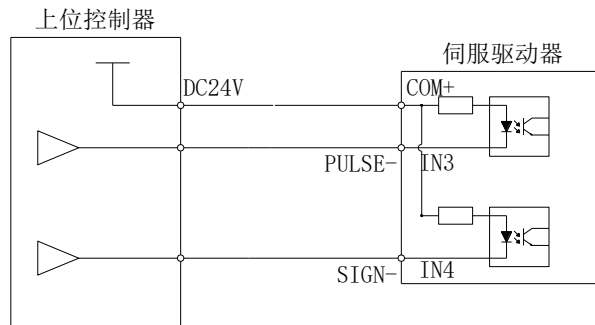 上位控制器
伺服驱动器
DC24V
COM+
PULSE-
IN3
SIGN-
IN4